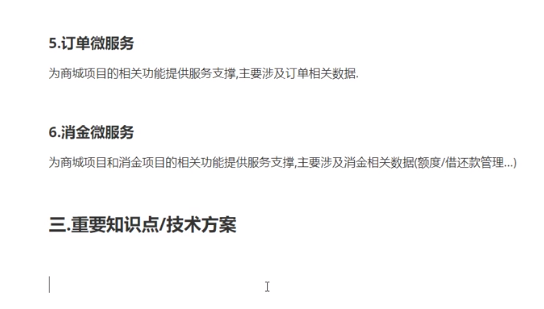 5.订单微服务
为商城项目的相关功能提供服务支撑,主要涉及订单相关数据.
6.消金微服务
为商城项目和消金项目的相关功能提供服务支撑,主要涉及消金相关数据(额度/借还款管理...)
三.重要知识点/技术方案